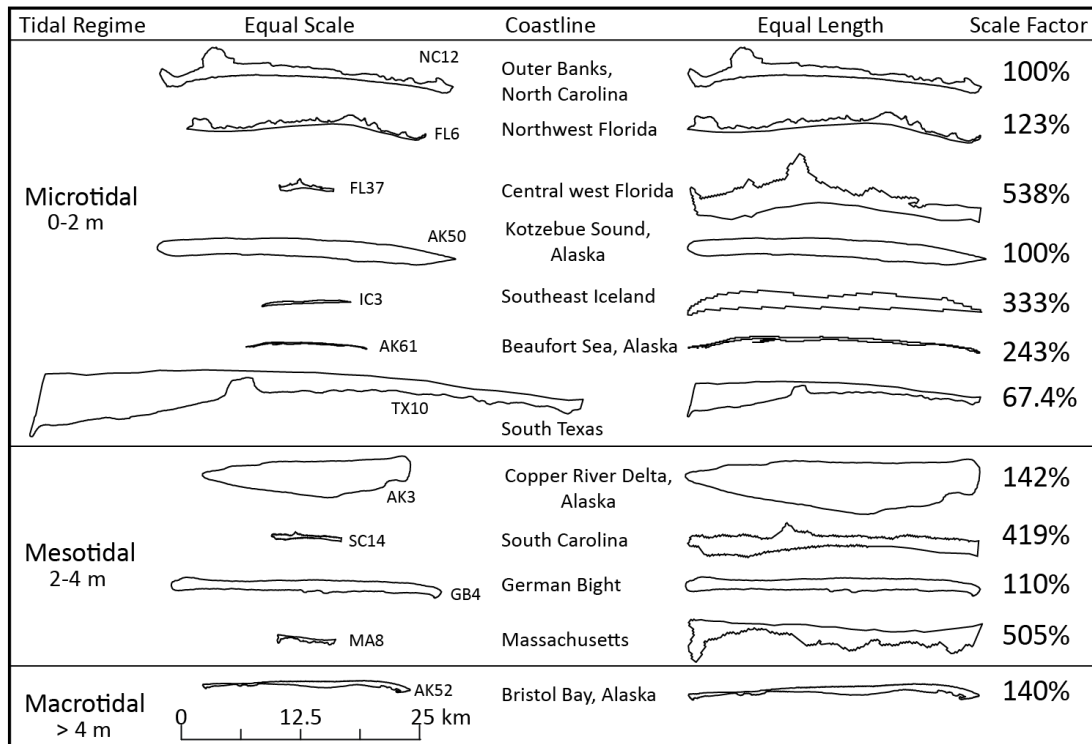 Tidal Regime Equal Scale Coastline Equal Length Scale Factor
Microtidal
0-2 m
NC12 Outer Banks,
North Carolina 100%
FL6 Northwest Florida 123%
FL37 Central west Florida 538%
AK50 Kotzebue Sound,
Alaska 100%
IC3 Southeast Iceland 333%
AK61 Beaufort Sea, Alaska 243%
TX10 67.4%
South Texas
Mesotidal
2-4 m
AK3 Copper River Delta,
Alaska 142%
SC14 South Carolina 419%
GB4 German Bight 110%
MA8 Massachusetts 505%
Macrotidal
> 4 m
AK52 Bristol Bay, Alaska 140%
0 12.5 25 km